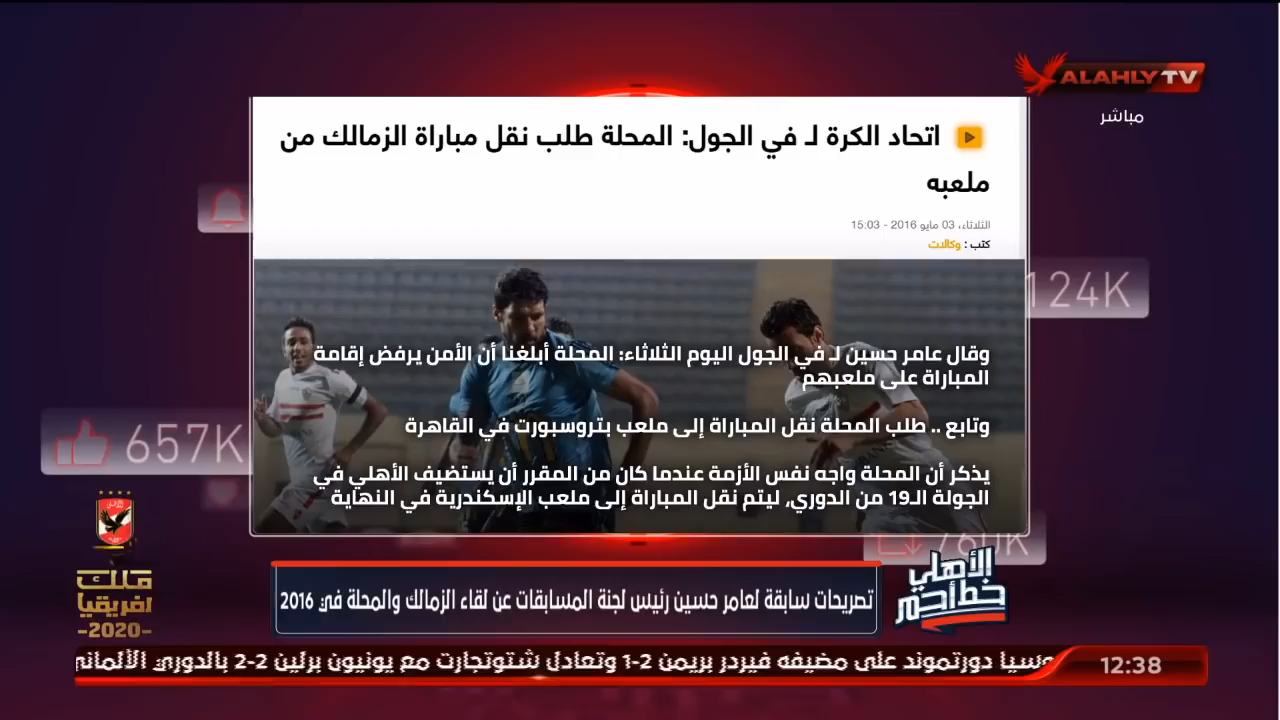 ALAHLY TV
مباشر
اتحاد الكرة لـ في الجول: المحلة طلب نقل مباراة الزمالك من
ملعبه
الثلاثاء، 03 مايو 2016 - 15:03
كتب : وكالات
124K
وقال عامر حسين لـ في الجول اليوم الثلاثاء: المحلة أبلغنا أن الأمن يرفض إقامة
المباراة على ملعبهم
وتابع .. طلب المحلة نقل المباراة إلى ملعب بتروسبورت في القاهرة
يذكر أن المحلة واجه نفس الأزمة عندما كان من المقرر أن يستضيف الأهلي في
الجولة الـ19 من الدوري, ليتم نقل المباراة إلى ملعب الإسكندرية في النهاية
657K
760K
الأهلي
خط أحمر
تصريحات سابقة لعامر حسين رئيس لجنة المسابقات عن لقاء الزمالك والمحلة في 2016
ملك
افريقيا
-2020-
وسيا دورتموند على مضيفه فيردر بريمن 2-1 وتعادل شتوتجارت مع يونيون برلين 2-2 بالدوري الألماني
12:38